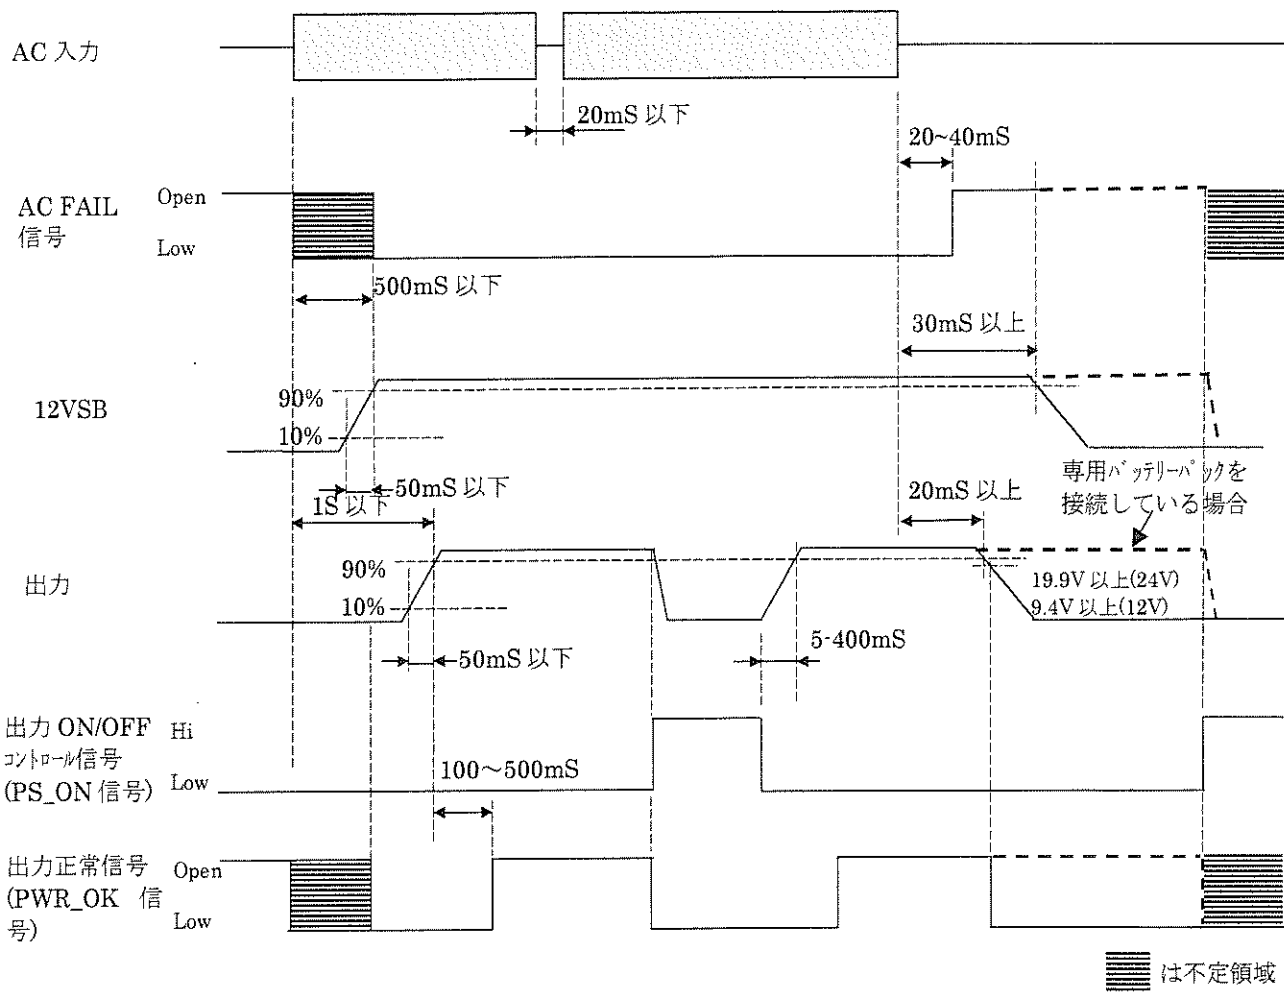 AC 入力
20mS 以下
20~40mS
AC FAIL
信号
Open
Low
500mS 以下
30mS 以上
12VSB
90%
10%
50mS 以下
1S 以下
20mS 以上
専用バッテリーパックを
接続している場合
出力
90%
10%
19.9V 以上(24V)
9.4V 以上(12V)
5-400mS
50mS 以下
出力 ON/OFF
コントロール信号
(PS_ON 信号)
Hi
Low
100～500mS
出力正常信号
(PWR_OK 信
号)
Open
Low
は不定領域